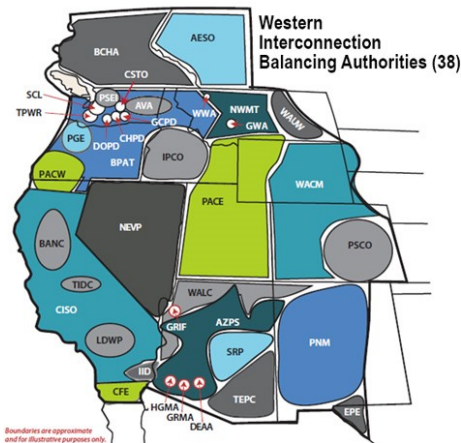 Western
Interconnection
Balancing Authorities (38)
AESO
BCHA
CSTO
SCL
PSEI
AVA
TPWR
GCPD
WWA
NWMT
WAUW
GWA
PGE
DOPD
CHPD
BPAT
IPCO
PACW
PACE
WACM
NEVP
BANC
PSCO
TIDC
WALC
CISO
GRIF
AZPS
LDWP
SRP
PNM
IID
CFE
TEPC
HGMA
GRMA
DEAA
EPE
Boundaries are approximate
and for illustrative purposes only.